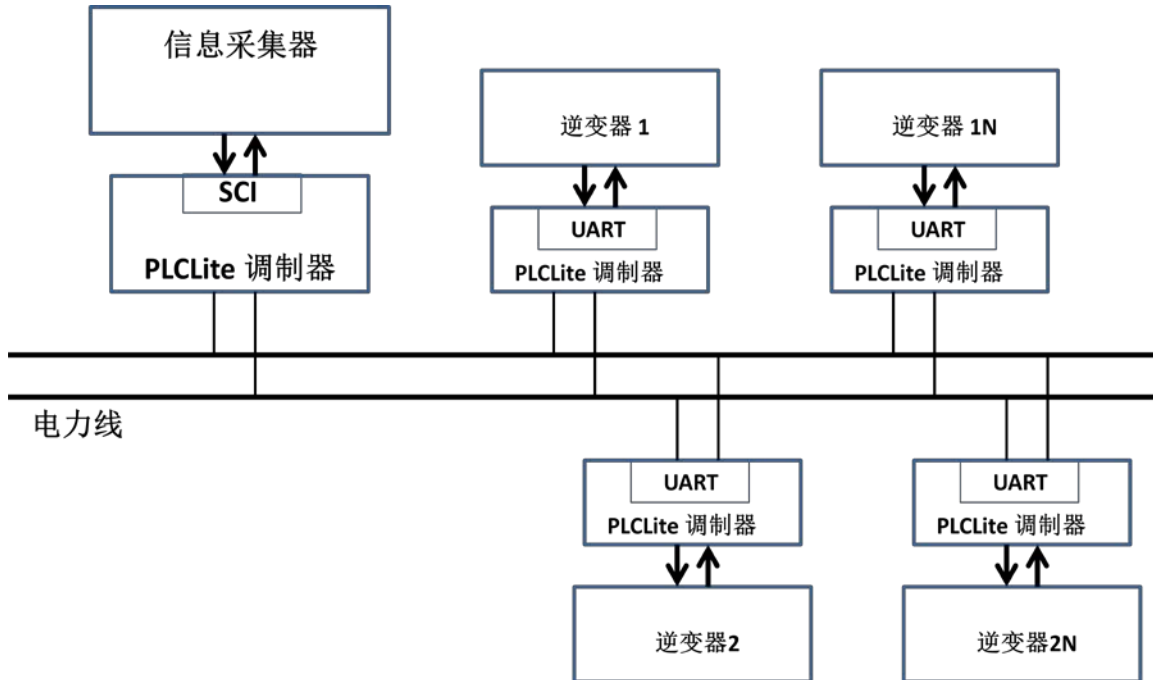 信息采集器
SCI
PLCLite 调制器
逆变器 1
UART
PLCLite 调制器
逆变器 1N
UART
PLCLite 调制器
电力线
UART
PLCLite 调制器
逆变器2
UART
PLCLite 调制器
逆变器2N